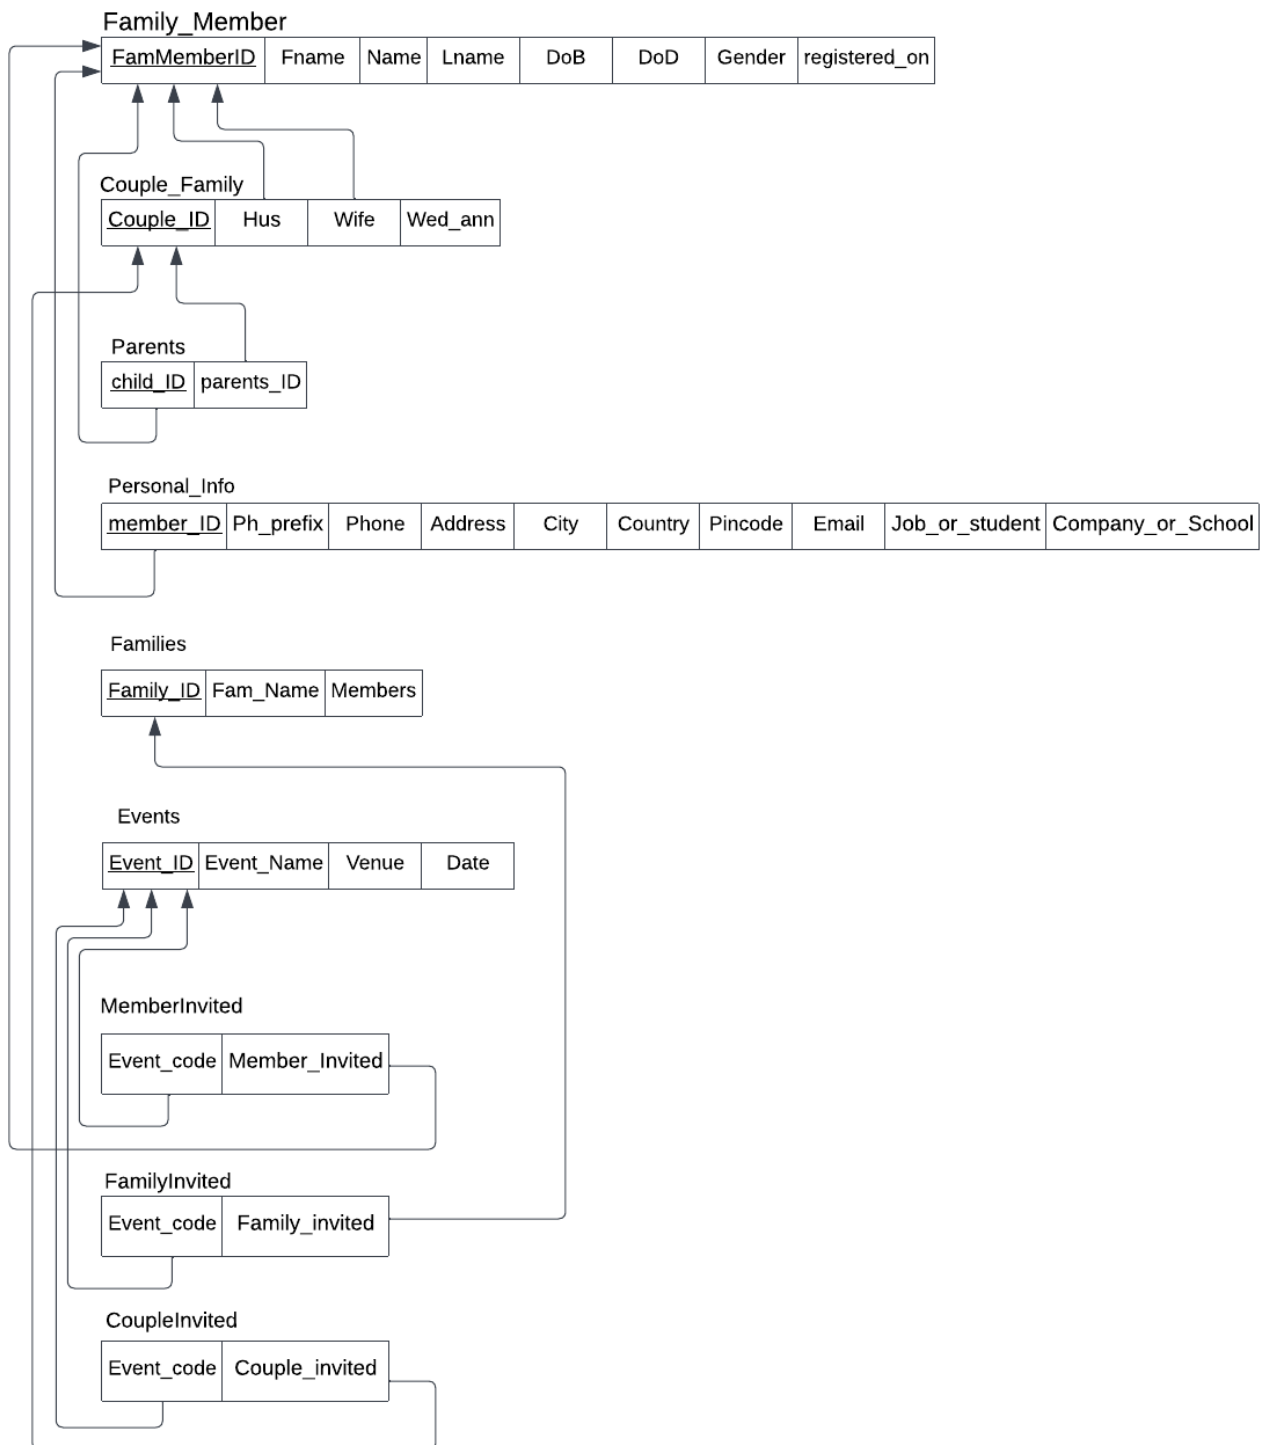 Family_Member
FamMemberID Fname Name Lname DoB DoD Gender registered_on
Couple_Family
Couple_ID Hus Wife Wed_ann
Parents
child_ID parents_ID
Personal_Info
member_ID Ph_prefix Phone Address City Country Pincode Email Job_or_student Company_or_School
Families
Family_ID Fam_Name Members
Events
Event_ID Event_Name Venue Date
MemberInvited
Event_code Member_Invited
FamilyInvited
Event_code Family_invited
CoupleInvited
Event_code Couple_invited